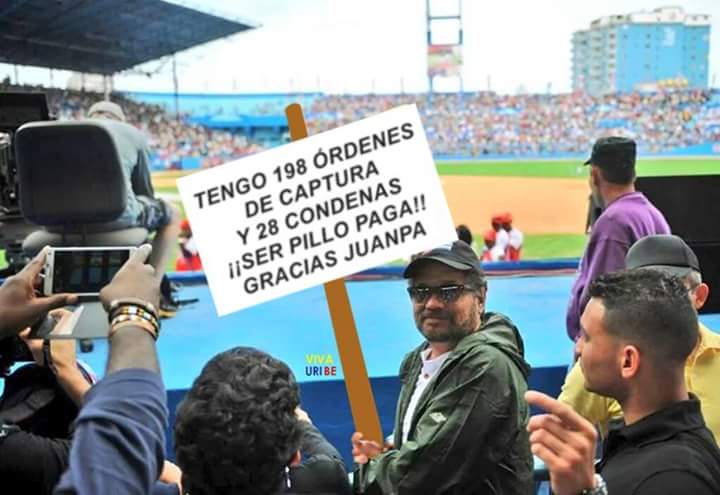 TENGO 198 ÓRDENES
DE CAPTURA
Y 28 CONDENAS
¡¡SER PILLO PAGA!!
GRACIAS JUANPA
VIVA
URIBE